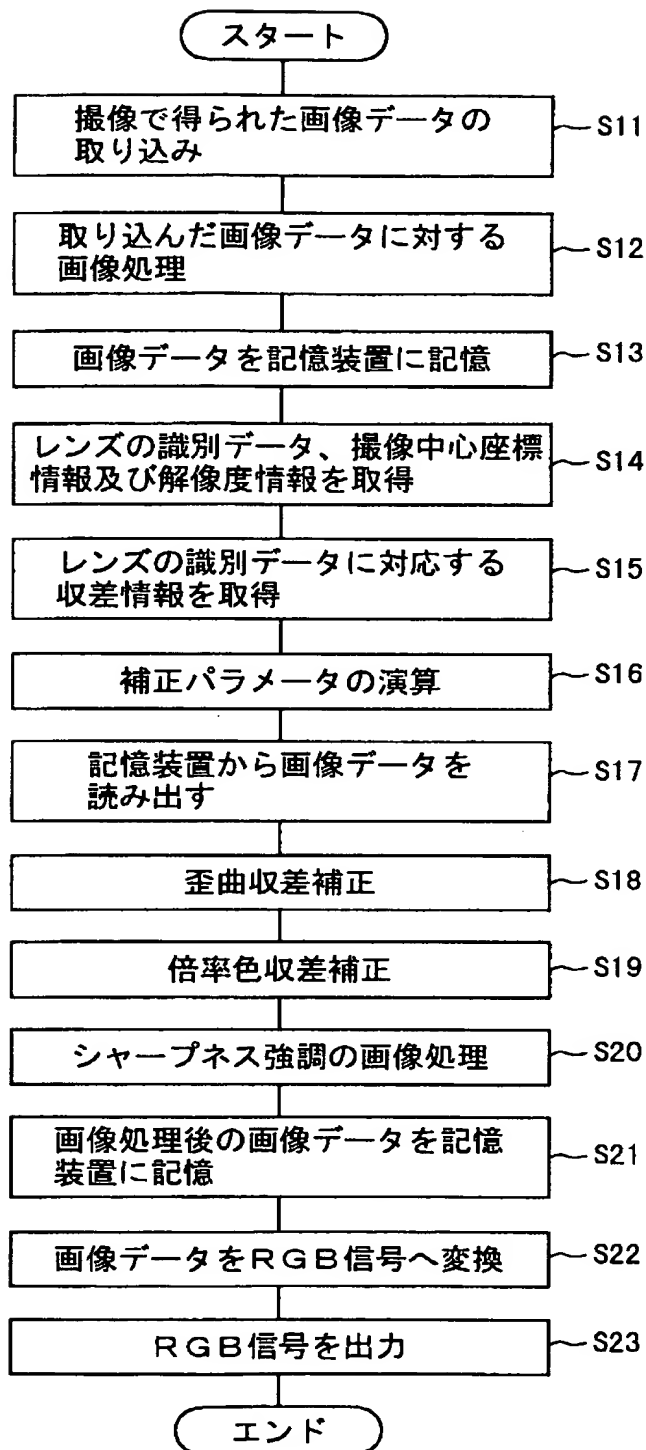 スタート
撮像で得られた画像データの
取り込み
S11
取り込んだ画像データに対する
画像処理
S12
画像データを記憶装置に記憶
S13
レンズの識別データ、撮像中心座標
情報及び解像度情報を取得
S14
レンズの識別データに対応する
収差情報を取得
S15
補正パラメータの演算
S16
記憶装置から画像データを
読み出す
S17
歪曲収差補正
S18
倍率色収差補正
S19
シャープネス強調の画像処理
S20
画像処理後の画像データを記憶
装置に記憶
S21
画像データをRGB信号へ変換
S22
RGB信号を出力
S23
エンド